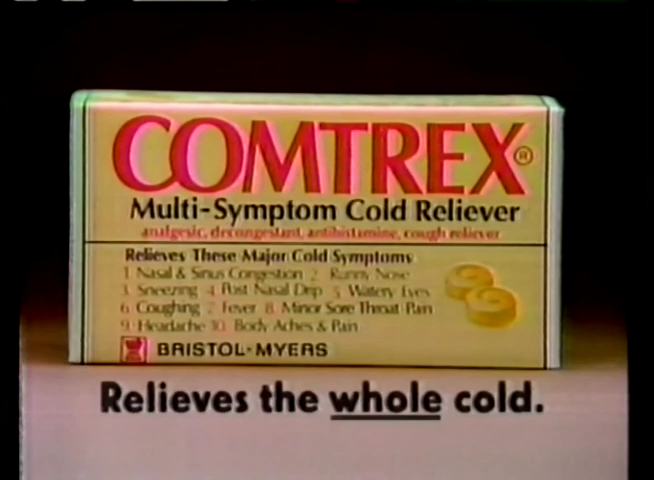 COMTREX®
Multi-Symptom Cold Reliever
analgesic, decongestant, antihistamine, cough reliever
Relieves These Major Cold Symptoms
1 Nasal & Sinus Congestion 2 Runny Nose
3 Sneezing 4 Post Nasal Drip 5 Watery Eyes
6 Coughing 7 Fever 8 Minor Sore Throat Pain
9 Headache 10 Body Aches & Pain
BRISTOL-MYERS
Relieves the whole cold.